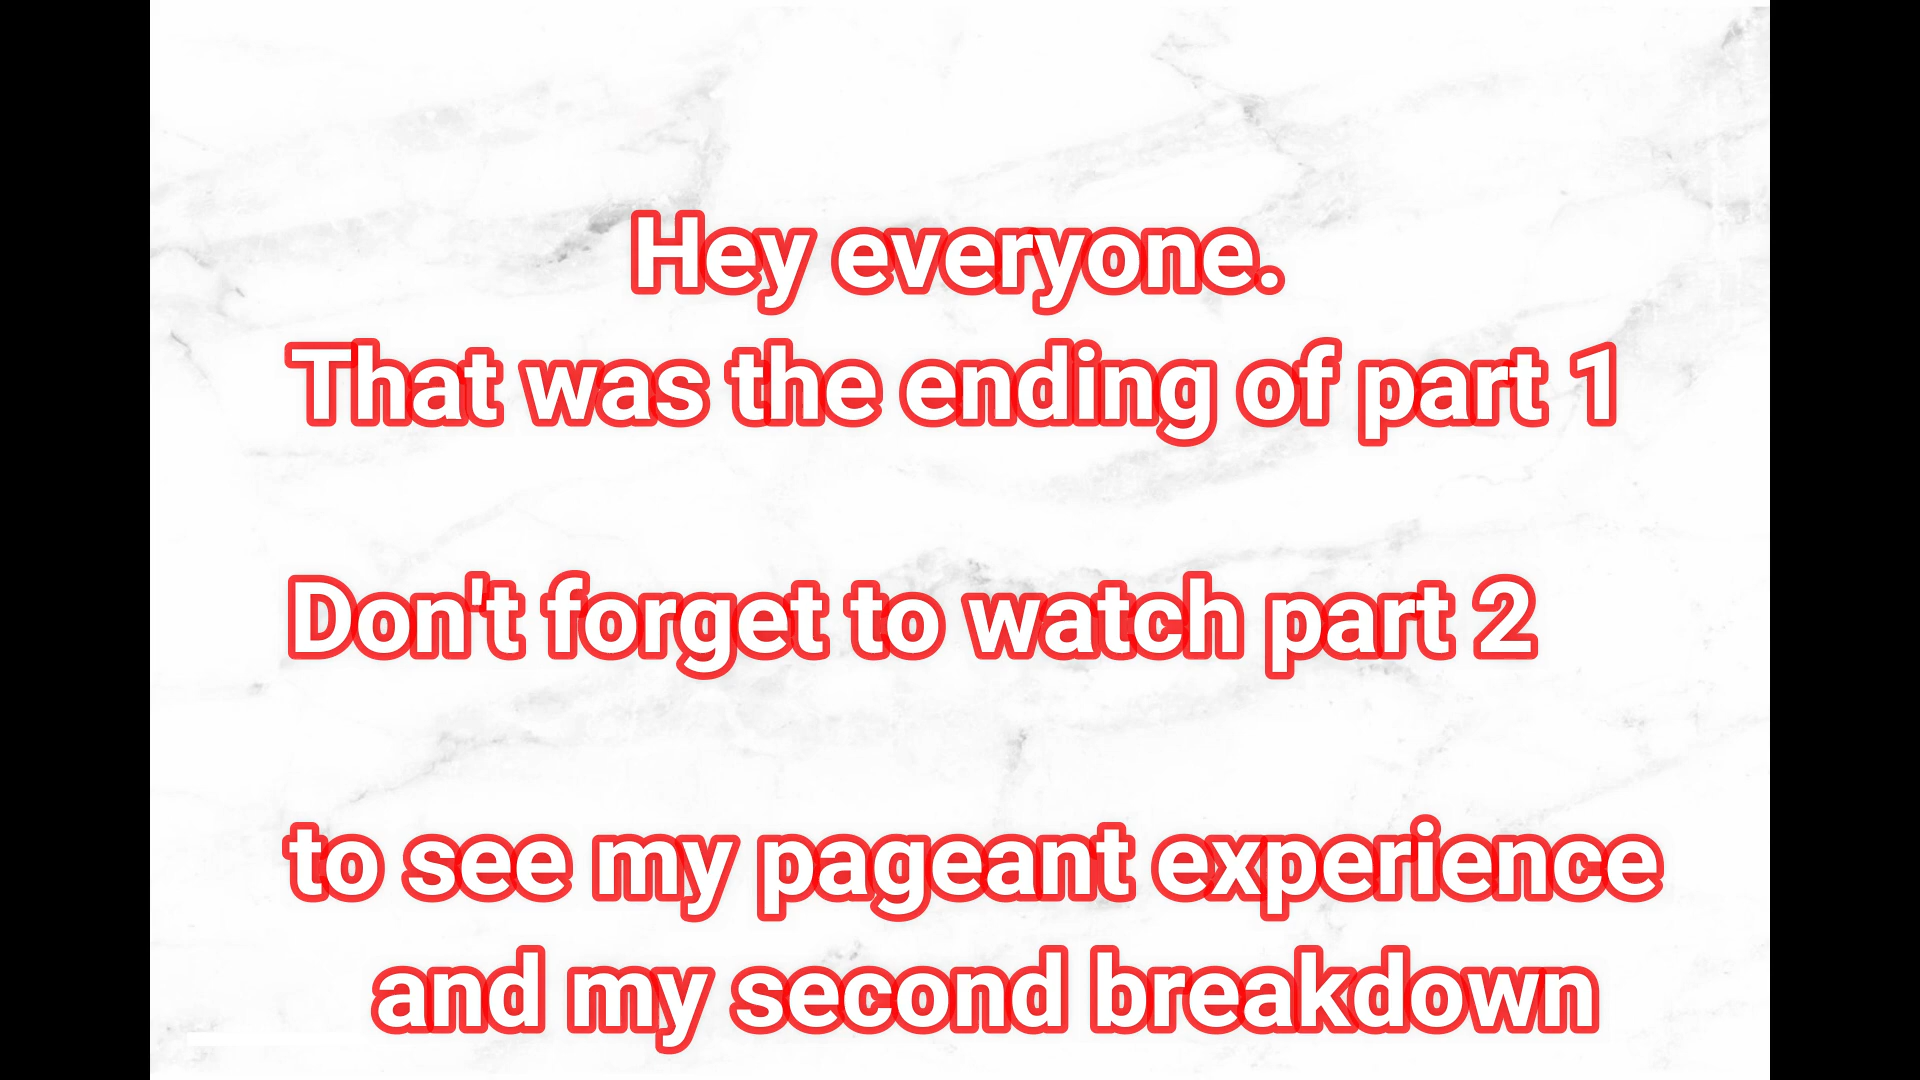 Hey everyone.
That was the ending of part 1
Don't forget to watch part 2
to see my pageant experience
and my second breakdown